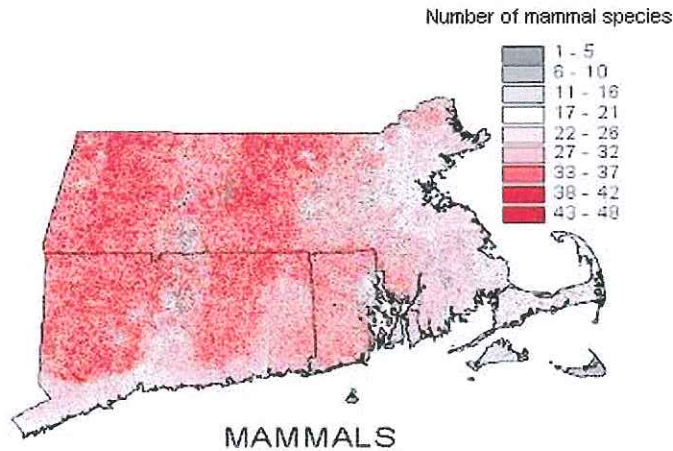 Number of mammal species
1 - 5
6 - 10
11 - 16
17 - 21
22 - 26
27 - 32
33 - 37
38 - 42
43 - 48
MAMMALS